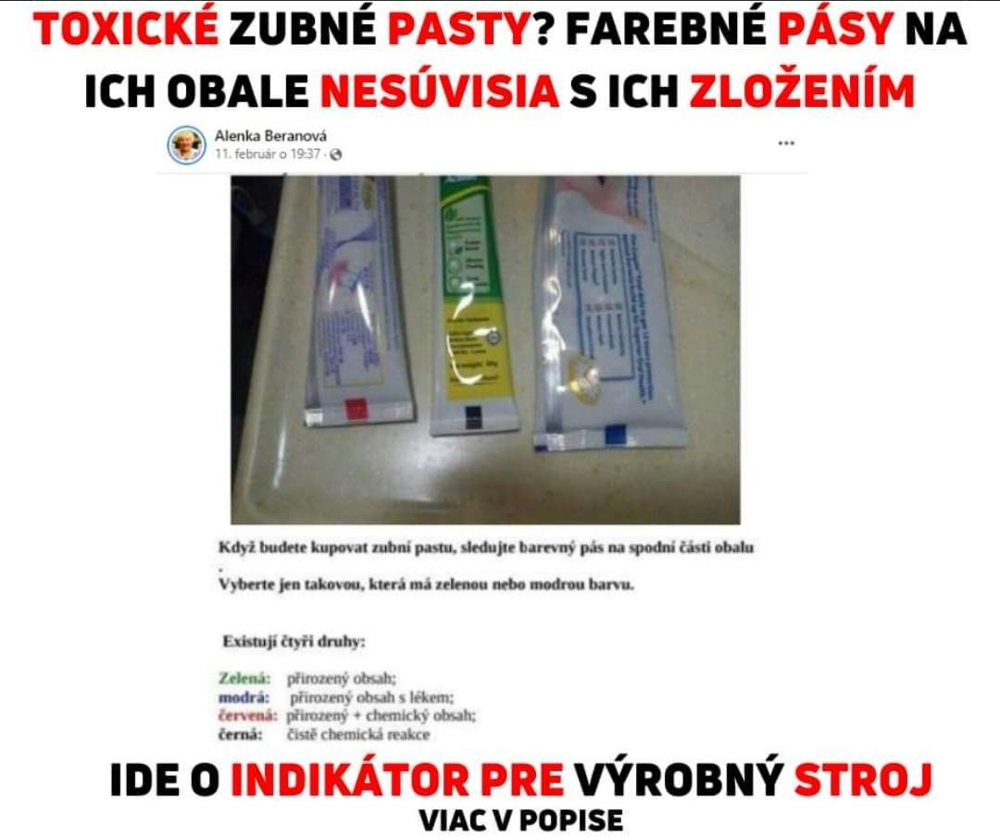 TOXICKÉ ZUBNÉ PASTY? FAREBNÉ PÁSY NA
ICH OBALE NESÚVISIA S ICH ZLOŽENÍM
Alenka Beranová
11. február o 19:37 ·
Když budete kupovat zubní pastu, sledujte barevný pás na spodní části obalu
.
Vyberte jen takovou, která má zelenou nebo modrou barvu.
Existují čtyři druhy:
Zelená: přirozený obsah;
modrá: přirozený obsah s lékem;
červená: přirozený + chemický obsah;
černá: čistě chemická reakce
IDE O INDIKÁTOR PRE VÝROBNÝ STROJ
VIAC V POPISE